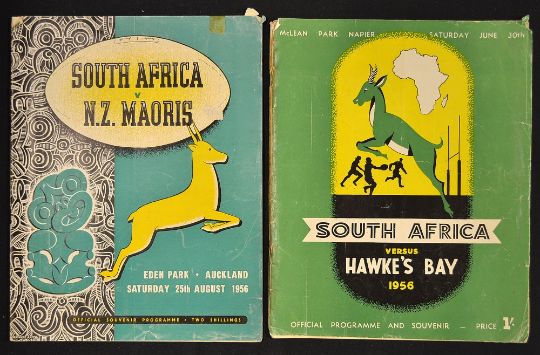 SOUTH AFRICA
V
N.Z. MAORIS
EDEN PARK • AUCKLAND
SATURDAY 25th AUGUST 1956
OFFICIAL SOUVENIR PROGRAMME • TWO SHILLINGS
McLEAN PARK NAPIER SATURDAY JUNE 30th
SOUTH AFRICA
VERSUS
HAWKE'S BAY
1956
OFFICIAL PROGRAMME AND SOUVENIR — PRICE 1/-